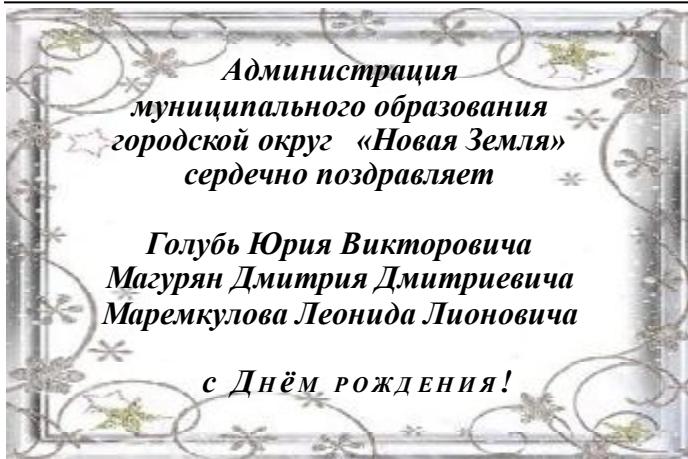 Администрация
муниципального образования
городской округ «Новая Земля»
сердечно поздравляет
Голубь Юрия Викторовича
Магурян Дмитрия Дмитриевича
Маремкулова Леонида Лионовича
с Днём рождения!